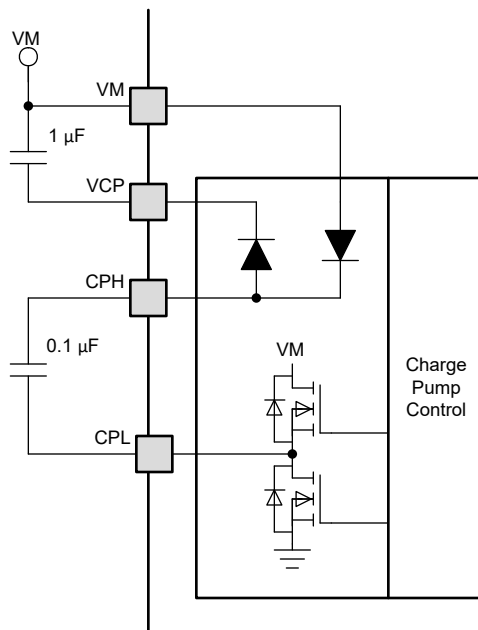 VM
VM
1 µF
VCP
CPH
0.1 µF
VM
Charge
Pump
Control
CPL